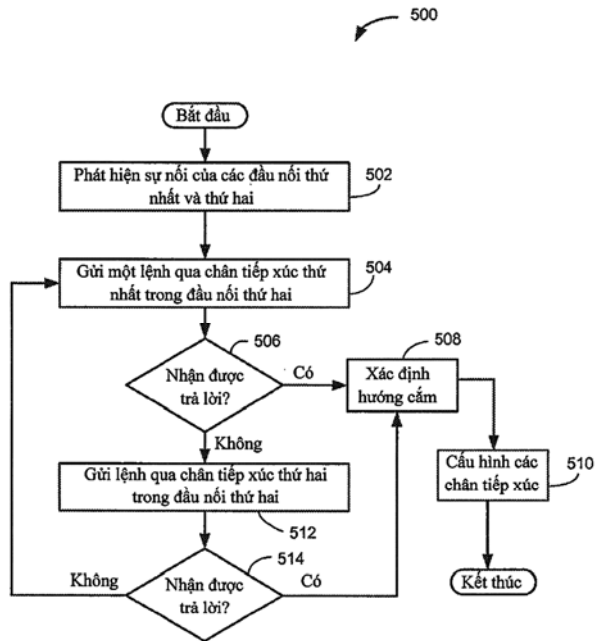 500
Bắt đầu
Phát hiện sự nối của các đầu nối thứ
nhất và thứ hai
502
Gửi một lệnh qua chân tiếp xúc thứ
nhất trong đầu nối thứ hai
504
506
Nhận được
trả lời?
Có
508
Xác định
hướng cắm
Không
Cấu hình các
chân tiếp xúc
510
Gửi lệnh qua chân tiếp xúc thứ hai
trong đầu nối thứ hai
512
514
Không
Nhận được
trả lời?
Có
Kết thúc